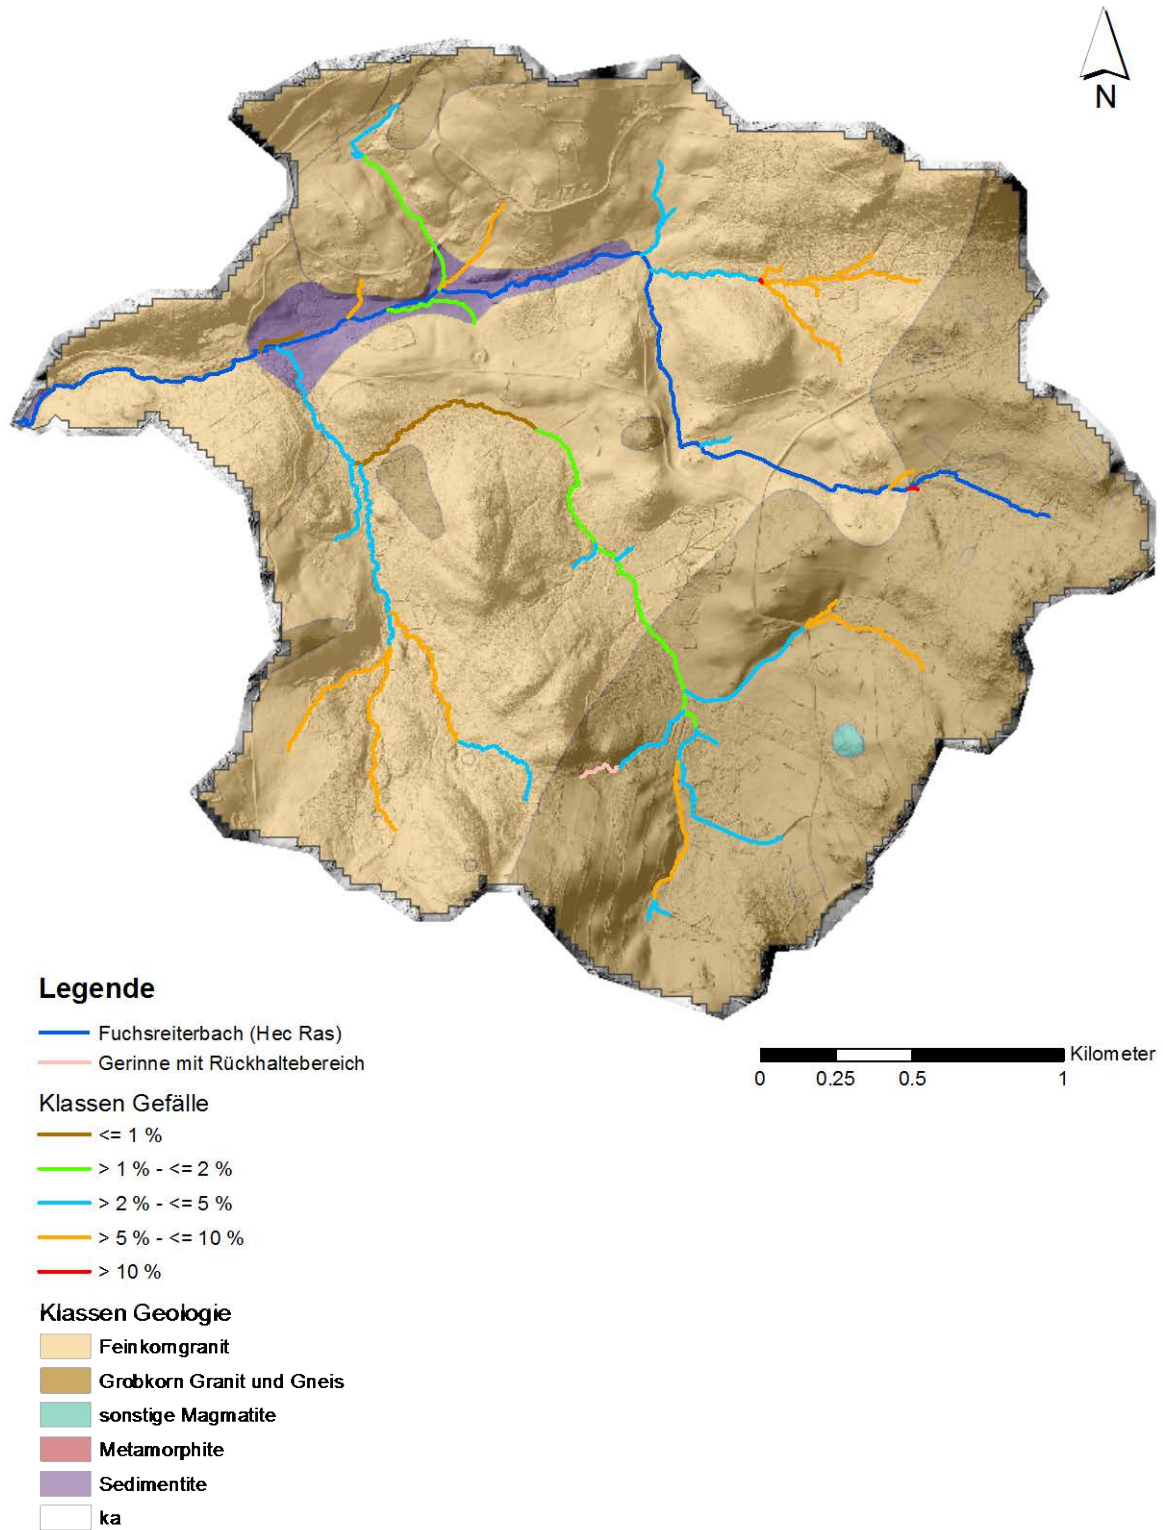 N
Legende
Fuchsreiterbach (Hec Ras)
Gerinne mit Rückhaltebereich
Kilometer
0 0.25 0.5 1
Klassen Gefälle
<= 1 %
> 1 % - <= 2 %
> 2 % - <= 5 %
> 5 % - <= 10 %
> 10 %
Klassen Geologie
Feinkorngranit
Grobkorn Granit und Gneis
sonstige Magmatite
Metamorphite
Sedimentite
ka